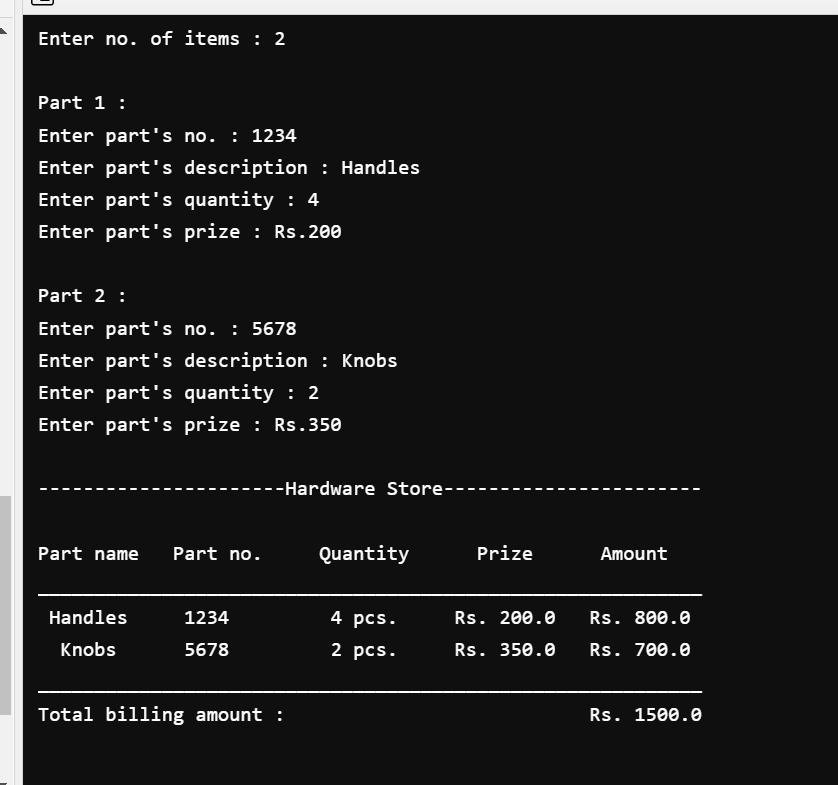 Enter no. of items : 2
Part 1 :
Enter part's no. : 1234
Enter part's description : Handles
Enter part's quantity : 4
Enter part's prize : Rs.200
Part 2 :
Enter part's no. : 5678
Enter part's description : Knobs
Enter part's quantity : 2
Enter part's prize : Rs.350
----------------------Hardware Store-----------------------
Part name   Part no.     Quantity      Prize      Amount
___________________________________________________________
 Handles     1234         4 pcs.     Rs. 200.0   Rs. 800.0
  Knobs      5678         2 pcs.     Rs. 350.0   Rs. 700.0
___________________________________________________________
Total billing amount :                           Rs. 1500.0